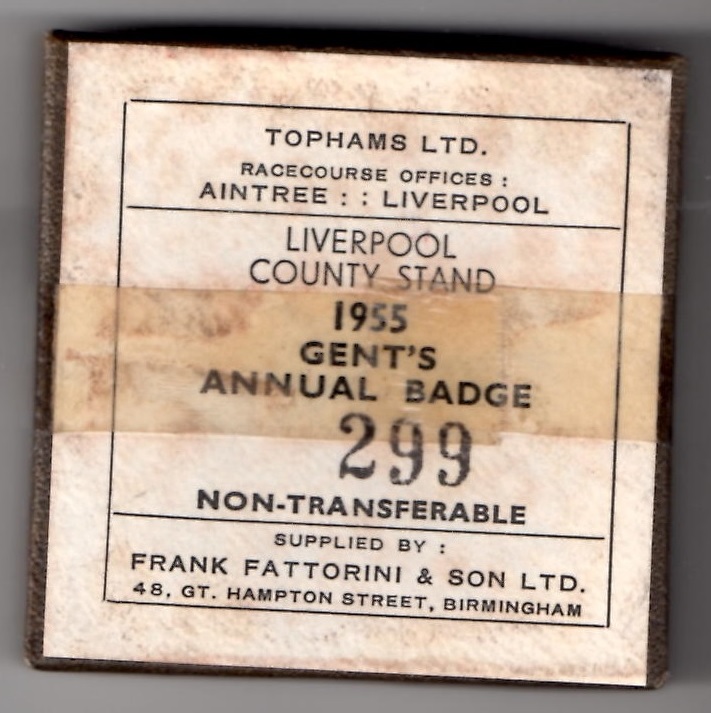 TOPHAMS LTD.
RACECOURSE OFFICES :
AINTREE : : LIVERPOOL
LIVERPOOL
COUNTY STAND
1955
GENT'S
ANNUAL BADGE
299
NON-TRANSFERABLE
SUPPLIED BY :
FRANK FATTORINI & SON LTD.
48, GT. HAMPTON STREET, BIRMINGHAM